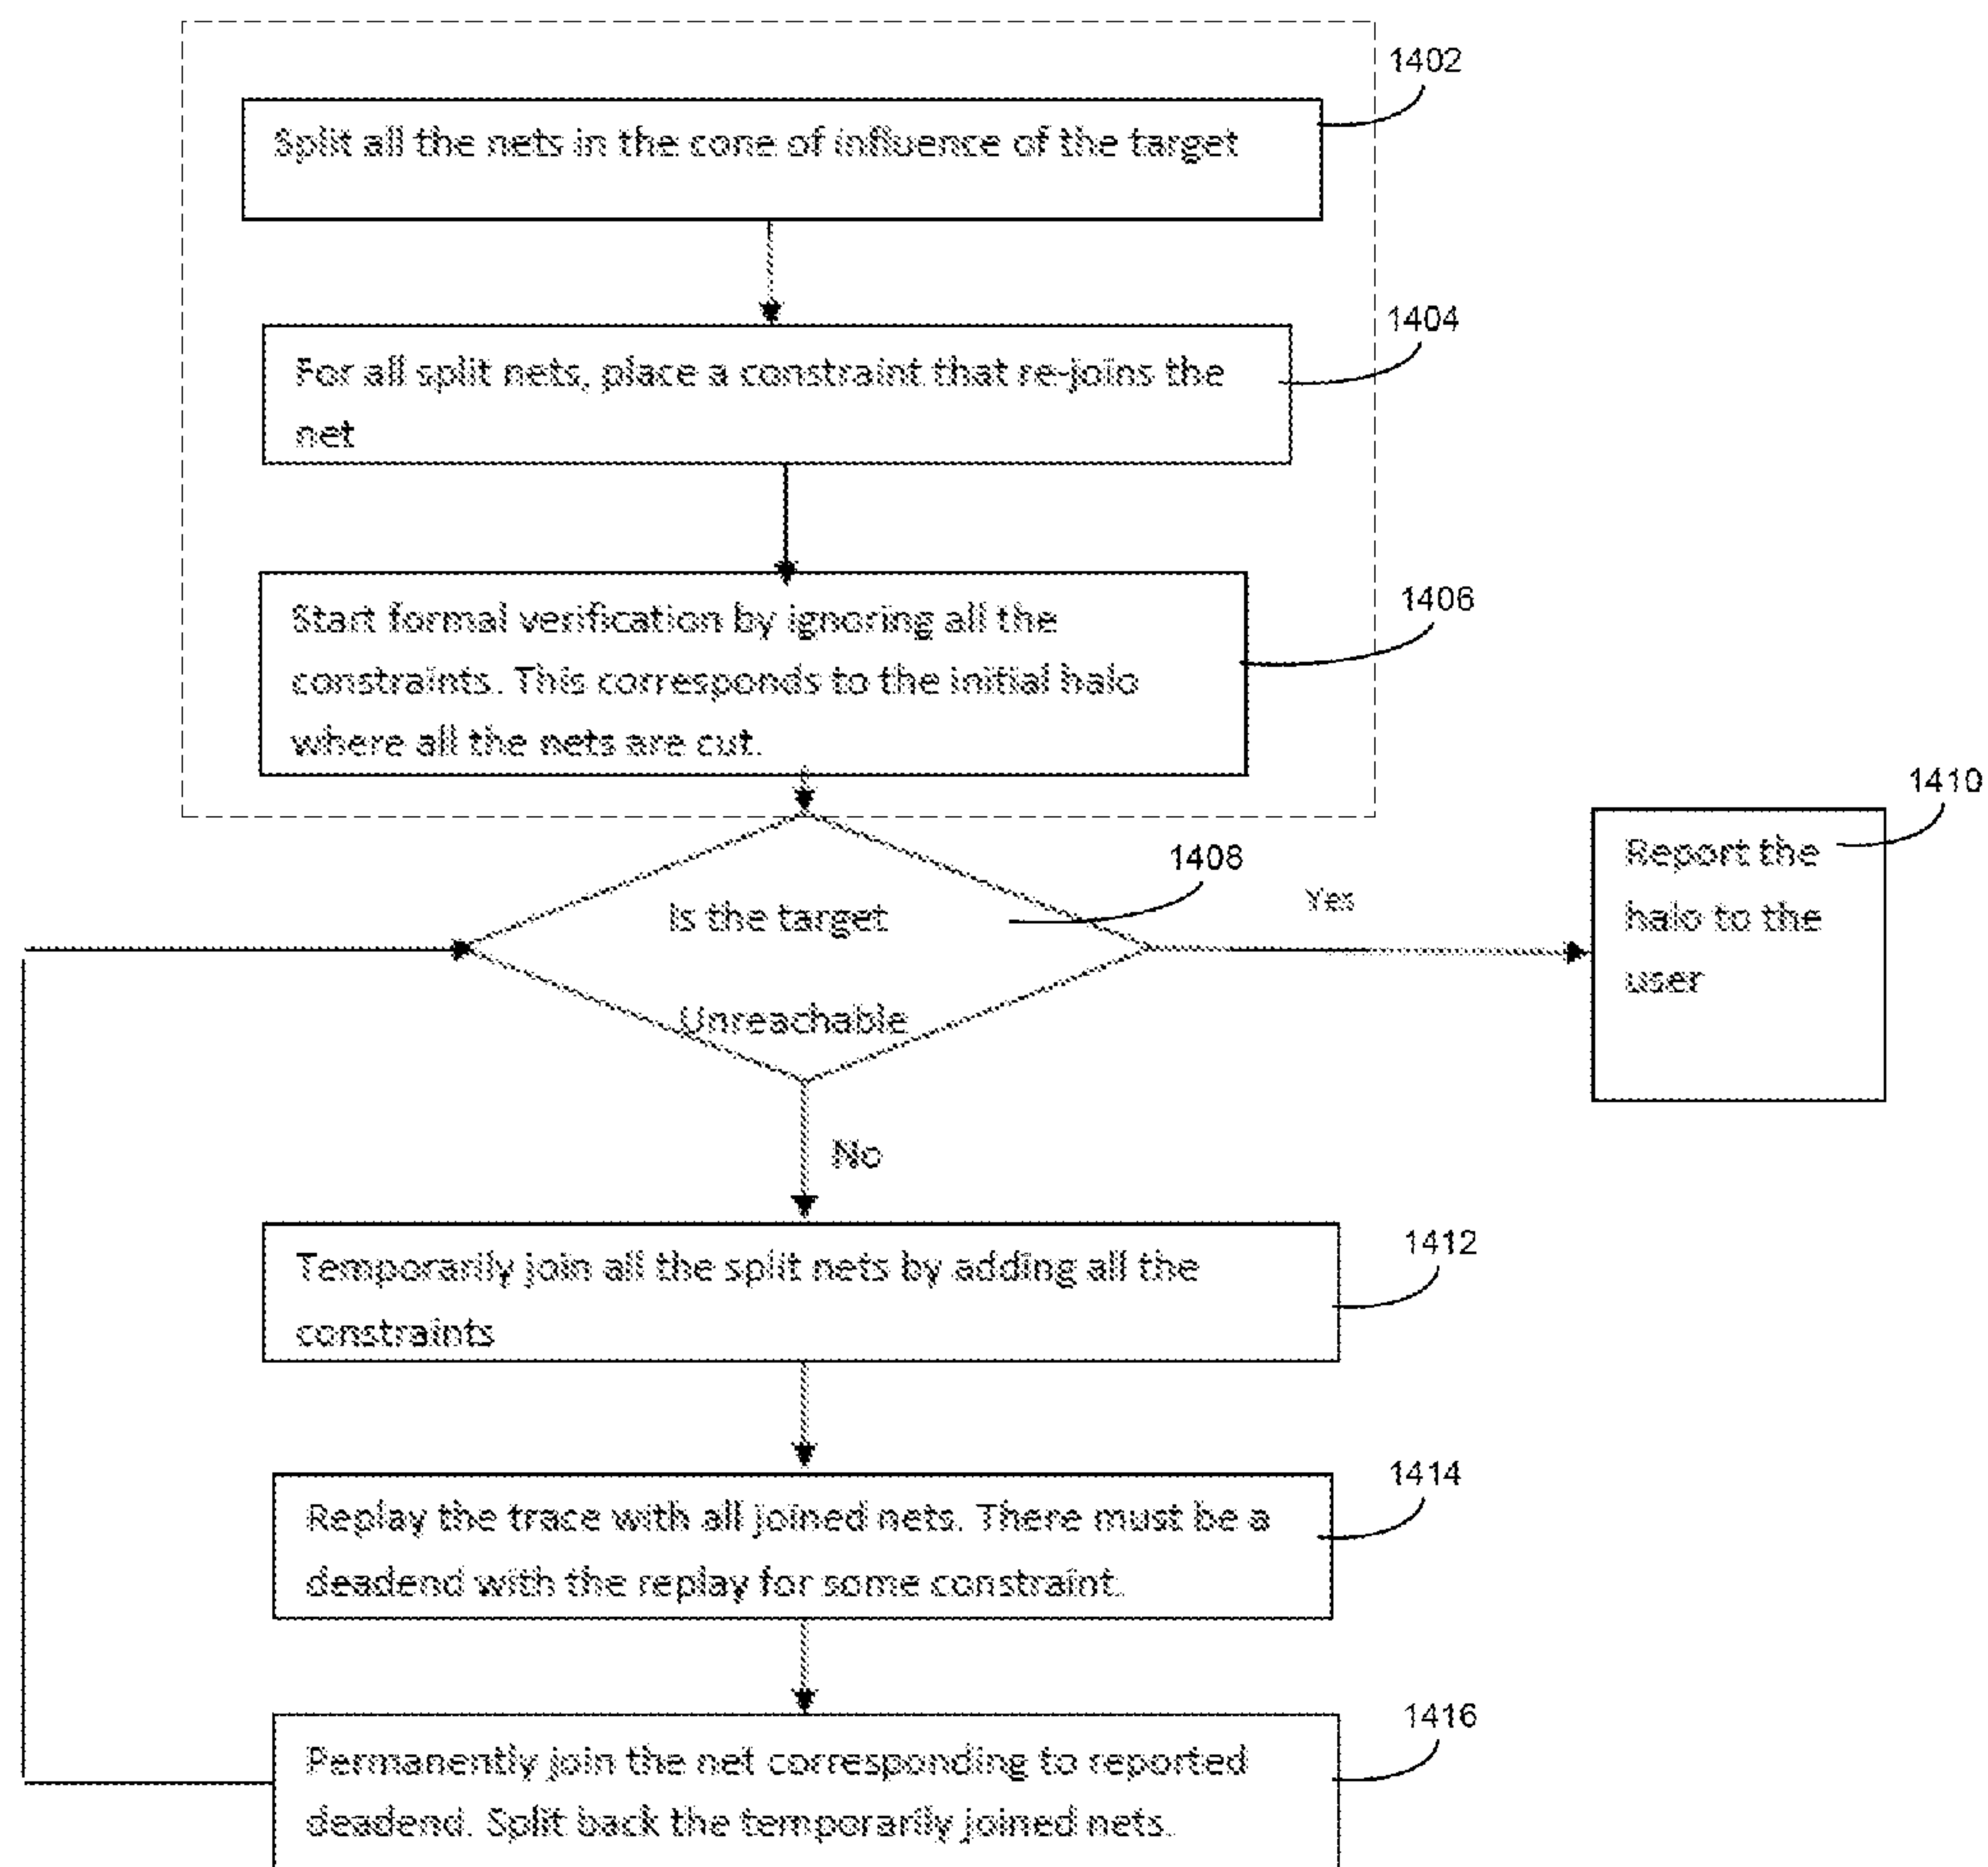 1402
Split all the nets in the cone of influence of the target
1404
For all split nets, place a constraint that re-joins the
net
1406
Start formal verification by ignoring all the
constraints. This corresponds to the initial halo
where all the nets are cut.
1408
Is the target
Unreachable
Yes
1410
Report the
halo to the
user
No
1412
Temporarily join all the split nets by adding all the
constraints
1414
Replay the trace with all joined nets. There must be a
deadend with the replay for some constraint.
1416
Permanently join the net corresponding to reported
deadend. Split back the temporarily joined nets.